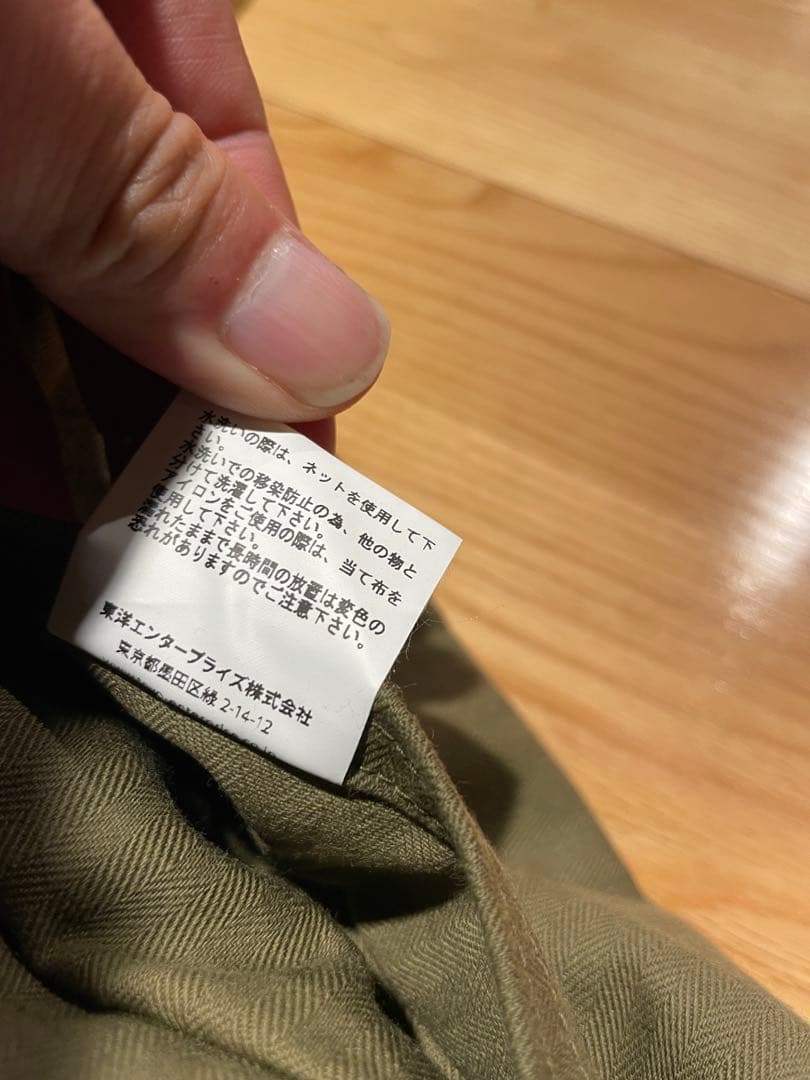 水洗いの際は、ネットを使用して下
さい。
水洗いでの移染防止の為、他の物と
分けて洗濯して下さい。
アイロンをご使用の際は、当て布を
使用して下さい。
濡れたままで長時間の放置は変色の
恐れがありますのでご注意下さい。
東洋エンタープライズ株式会社
東京都墨田区緑 2-14-12